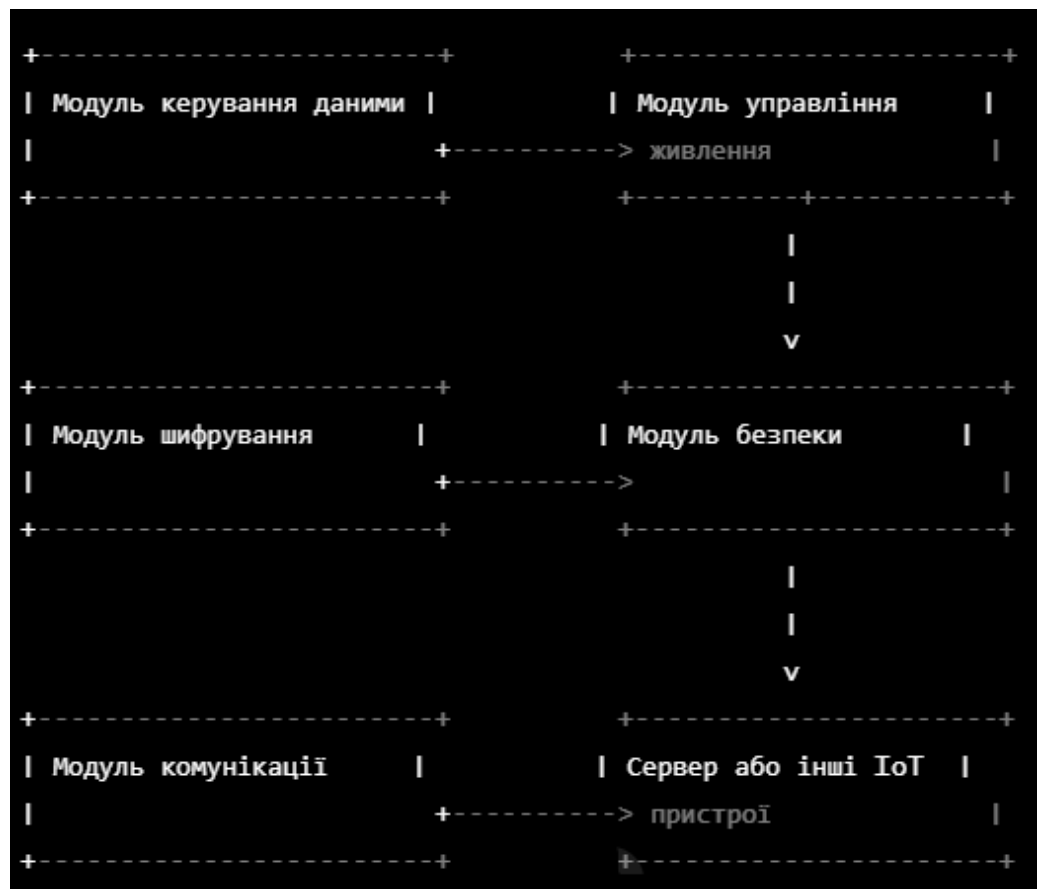 +-----------------------+ +---------------------+
| Модуль керування даними | | Модуль управління |
| +----------> живлення |
+-----------------------+ +----------+-----------+
|
|
v
+-----------------------+ +---------------------+
| Модуль шифрування | | Модуль безпеки |
| +----------> |
+-----------------------+ +---------------------+
|
|
v
+-----------------------+ +---------------------+
| Модуль комунікації | | Сервер або інші IoT |
| +----------> пристрої |
+-----------------------+ +---------------------+